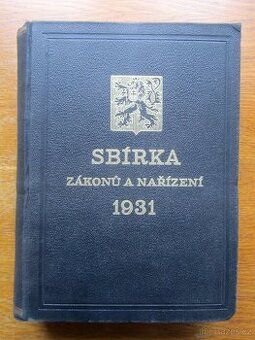 SBÍRKA
ZÁKONŮ A NAŘÍZENÍ
1931